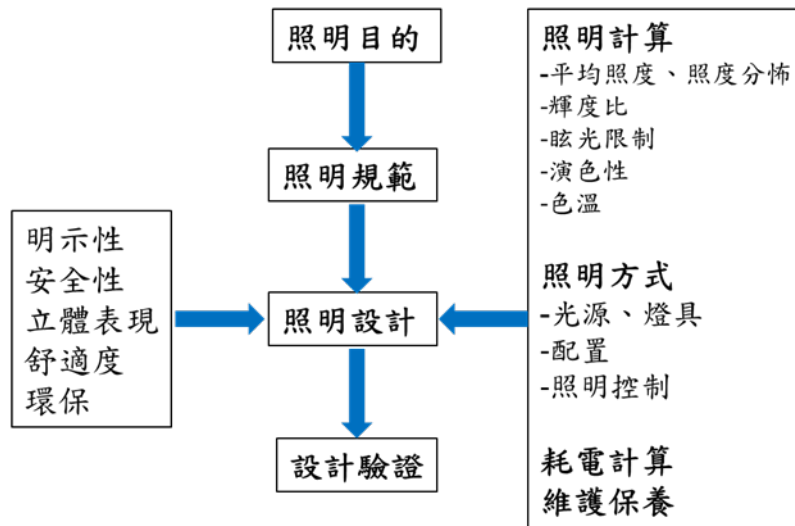 照明目的
照明規範
照明設計
設計驗證
明示性
安全性
立體表現
舒適度
環保
照明計算
-平均照度、照度分怖
-輝度比
-眩光限制
-演色性
-色溫
照明方式
-光源、燈具
-配置
-照明控制
耗電計算
維護保養